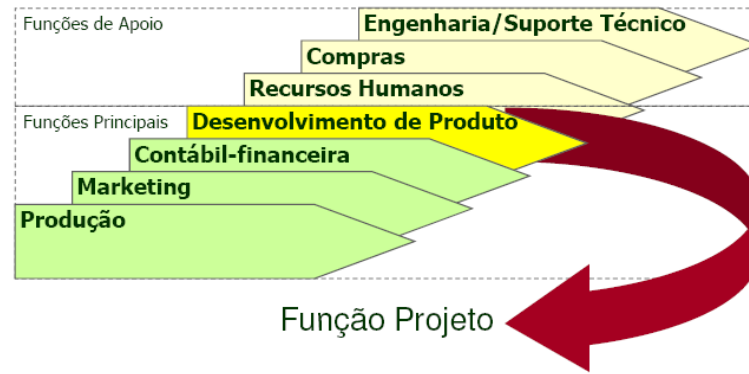 Funções de Apoio
Engenharia/Suporte Técnico
Compras
Recursos Humanos
Funções Principais
Desenvolvimento de Produto
Contábil-financeira
Marketing
Produção
Função Projeto